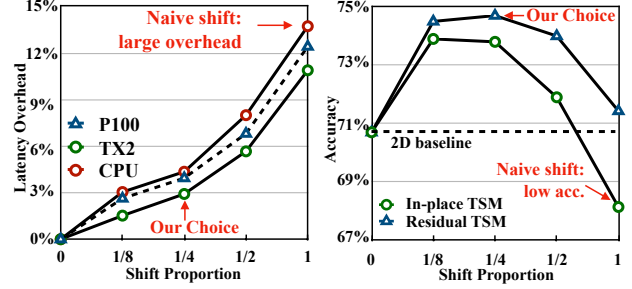 15%
12%
9%
6%
3%
0%
Latency Overhead
Naive shift:
large overhead
P100
TX2
CPU
Our Choice
0
1/8
1/4
1/2
1
Shift Proportion
75%
73%
71%
69%
67%
Accuracy
Our Choice
2D baseline
Naive shift:
low acc.
In-place TSM
Residual TSM
0
1/8
1/4
1/2
1
Shift Proportion